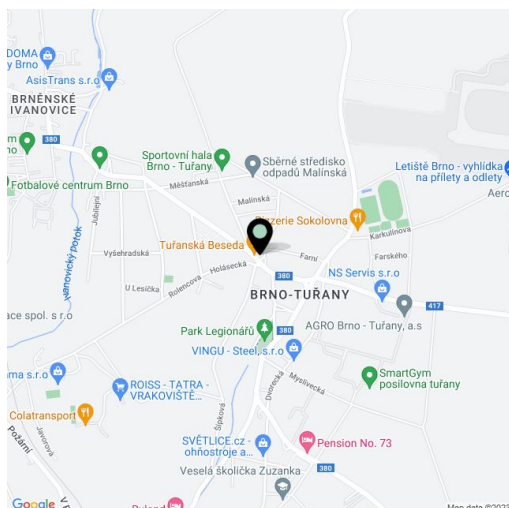 DOMA
y Brno
AsisTrans s.r.o
BRNĚNSKÉ
IVANOVICE
380
Sportovní hala
Brno - Tuřany
Sběrné středisko
odpadů Malínská
Letiště Brno - vyhlídka
na přílety a odlety
Fotbalové centrum Brno
Měšťanská
Malínská
Jubilejní
Pizzerie Sokolovna
Karkulínova
Ivanovický potok
Vyšehradská
Tuřanská Beseda
Farní
Farského
Holásecká
U Lesíčka
Rolencova
380
NS Servis s.r.o
BRNO-TUŘANY
417
ace spol. s r.o
AGRO Brno - Tuřany, a.s
Park Legionářů
380
VINGU - Steel, s.r.o
SmartGym
posilovna tuřany
ma s.r.o
ROISS - TATRA -
VRAKOVIŠTĚ...
Myslivecká
Dvorecká
Colatransport
Šípková
Javorová
Požární
SVĚTLICE.cz -
ohňostroje a...
Pension No. 73
380
Veselá školička Zuzanka
Google